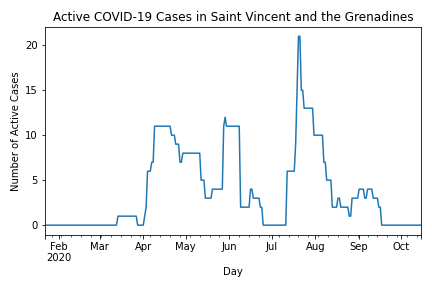 Active COVID-19 Cases in Saint Vincent and the Grenadines
Number of Active Cases
20
15
10
5
0
Feb Mar Apr May Jun Jul Aug Sep Oct
2020
Day